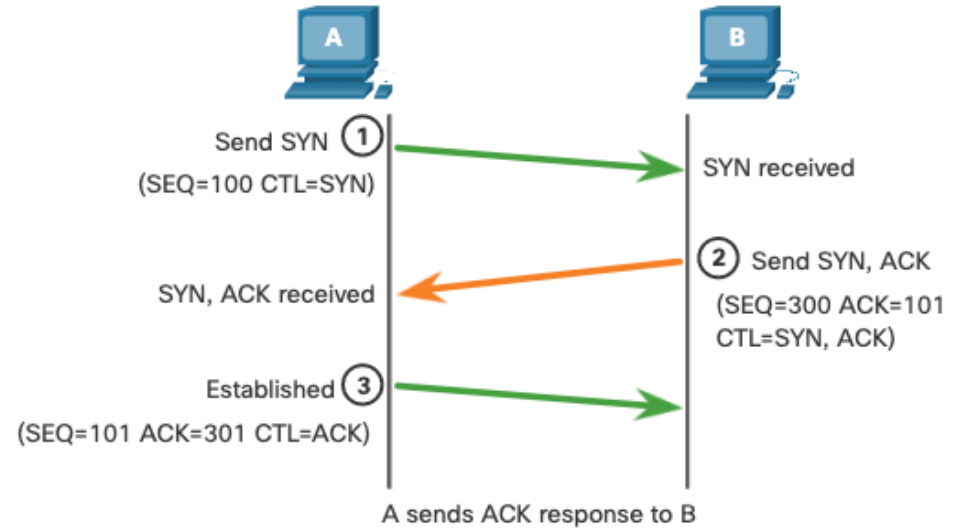 A
B
Send SYN 1
(SEQ=100 CTL=SYN)
SYN received
2 Send SYN, ACK
(SEQ=300 ACK=101
CTL=SYN, ACK)
SYN, ACK received
Established 3
(SEQ=101 ACK=301 CTL=ACK)
A sends ACK response to B